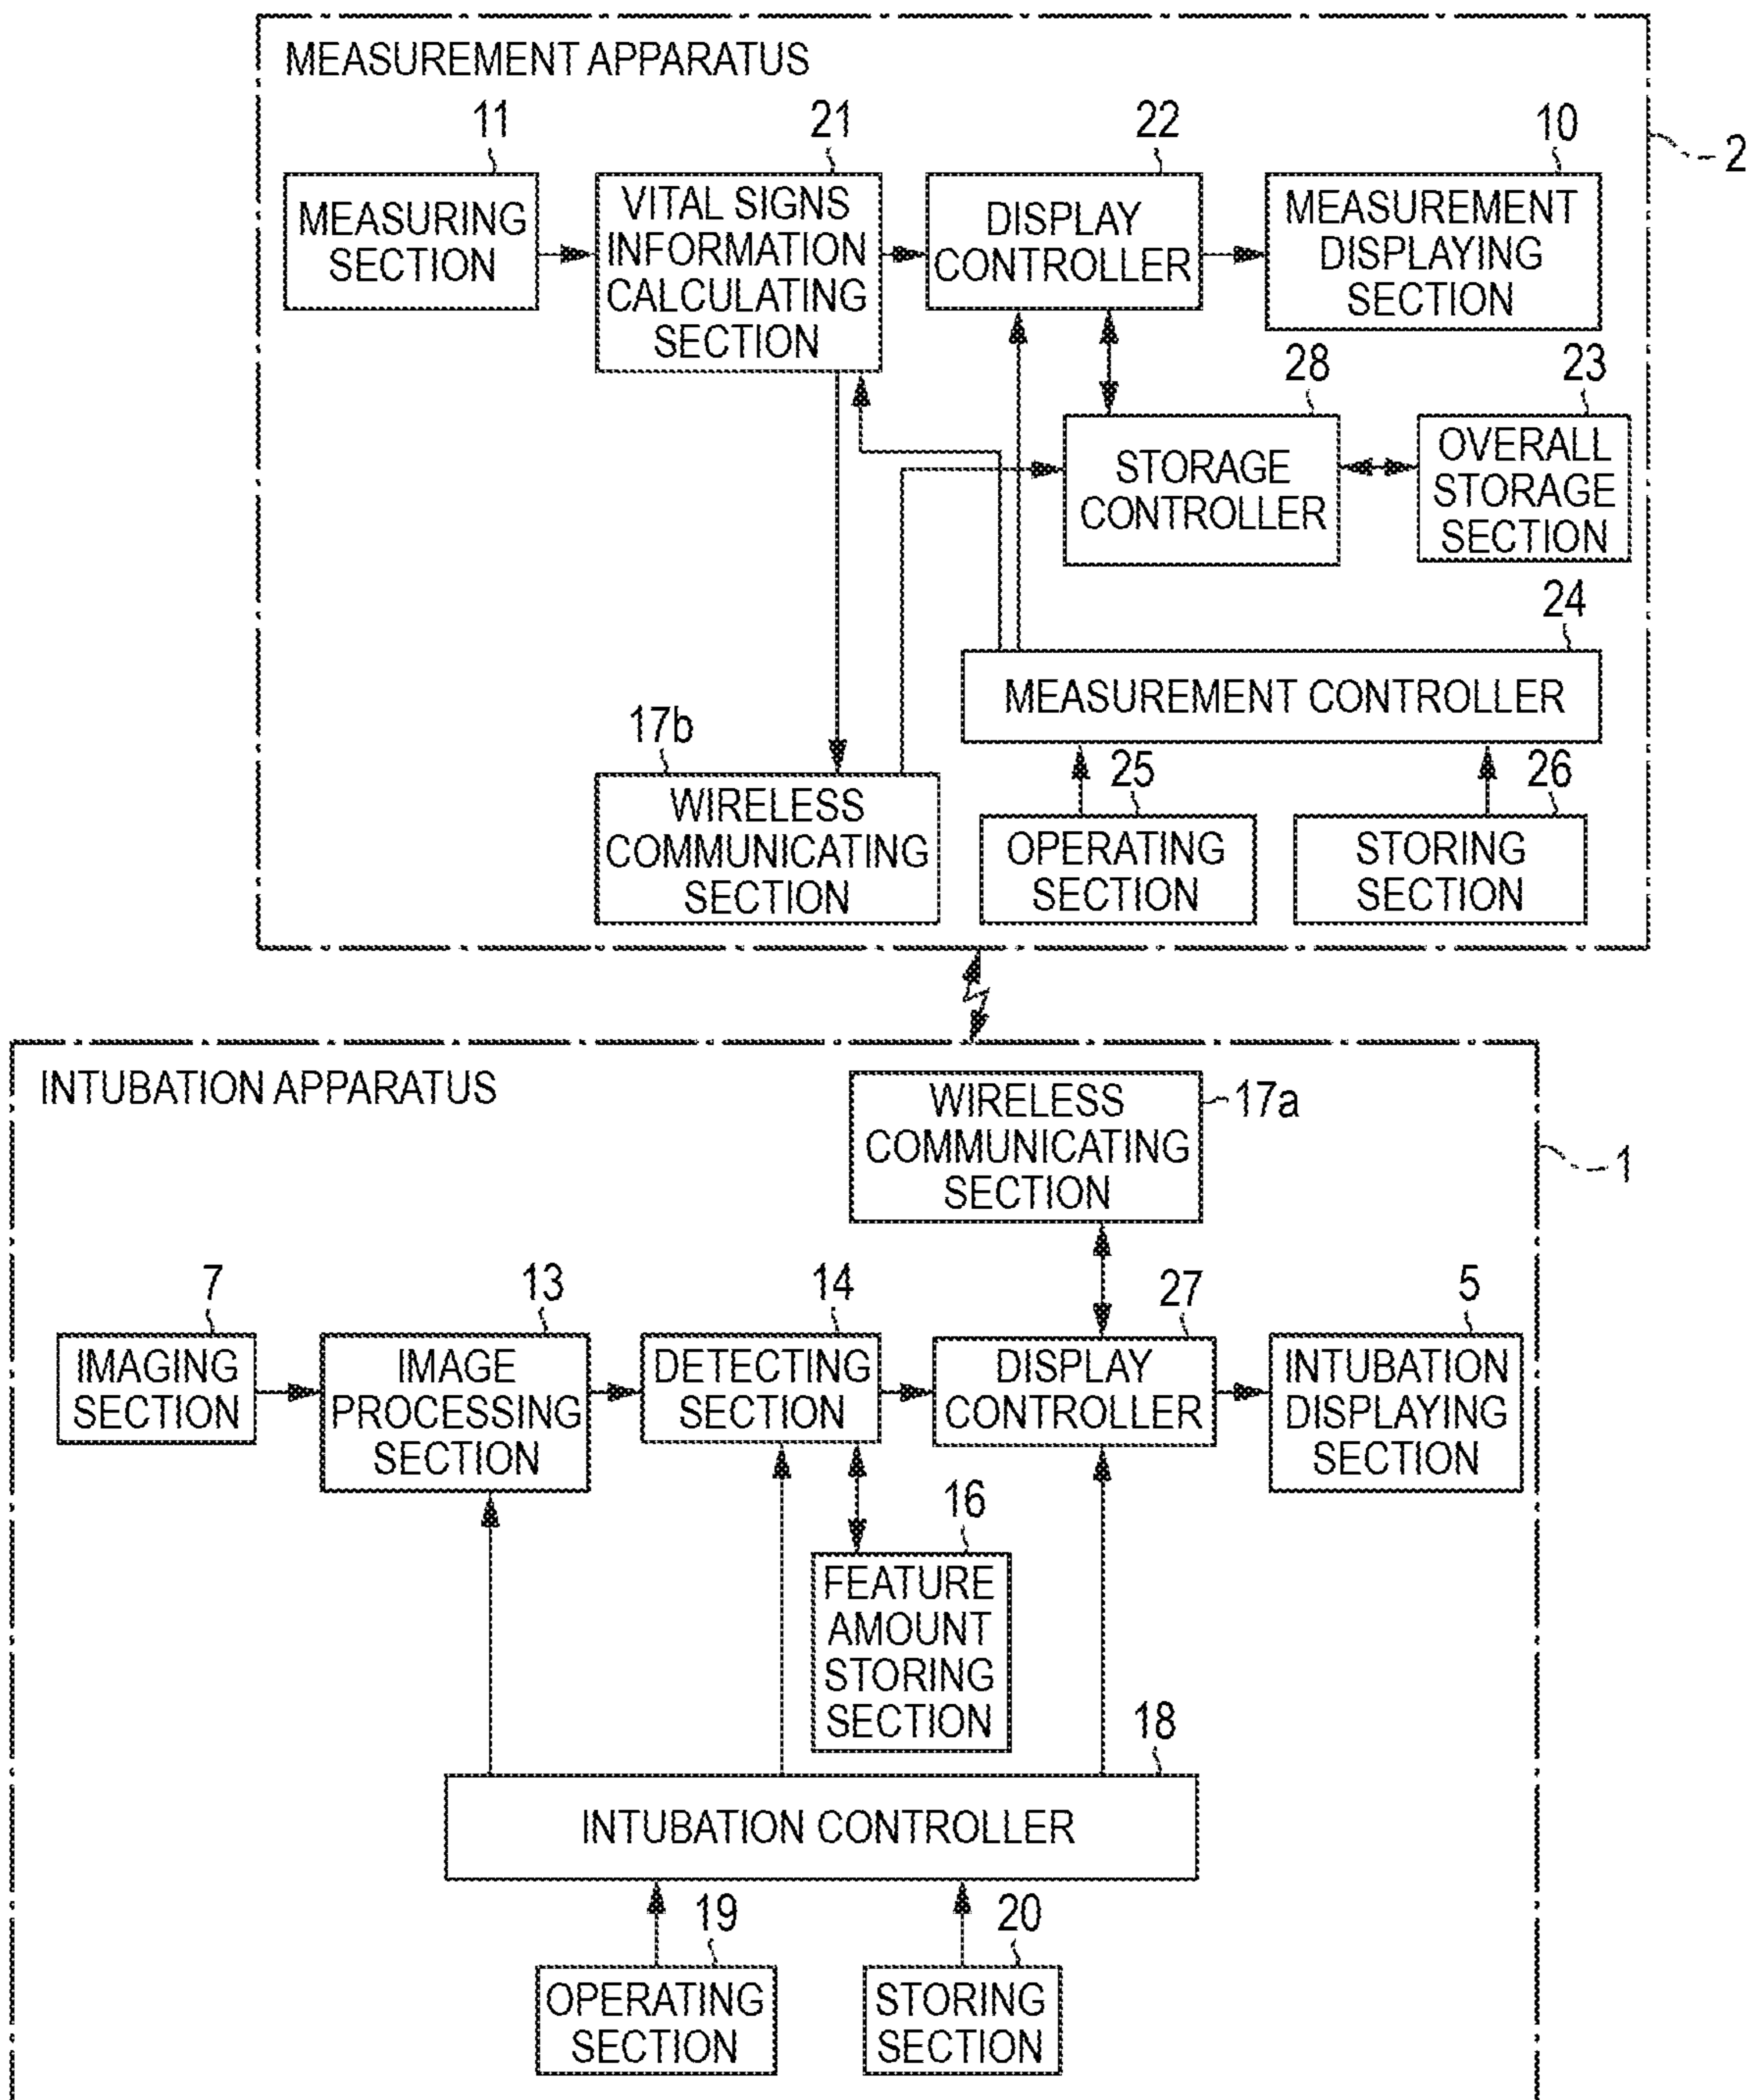 MEASUREMENT APPARATUS
2
11
21
22
10
MEASURING
SECTION
VITAL SIGNS
INFORMATION
CALCULATING
SECTION
DISPLAY
CONTROLLER
MEASUREMENT
DISPLAYING
SECTION
28
23
STORAGE
CONTROLLER
OVERALL
STORAGE
SECTION
24
MEASUREMENT CONTROLLER
17b
25
26
WIRELESS
COMMUNICATING
SECTION
OPERATING
SECTION
STORING
SECTION
INTUBATION APPARATUS
1
WIRELESS
COMMUNICATING
SECTION
17a
7
13
14
27
5
IMAGING
SECTION
IMAGE
PROCESSING
SECTION
DETECTING
SECTION
DISPLAY
CONTROLLER
INTUBATION
DISPLAYING
SECTION
16
FEATURE
AMOUNT
STORING
SECTION
18
INTUBATION CONTROLLER
19
20
OPERATING
SECTION
STORING
SECTION